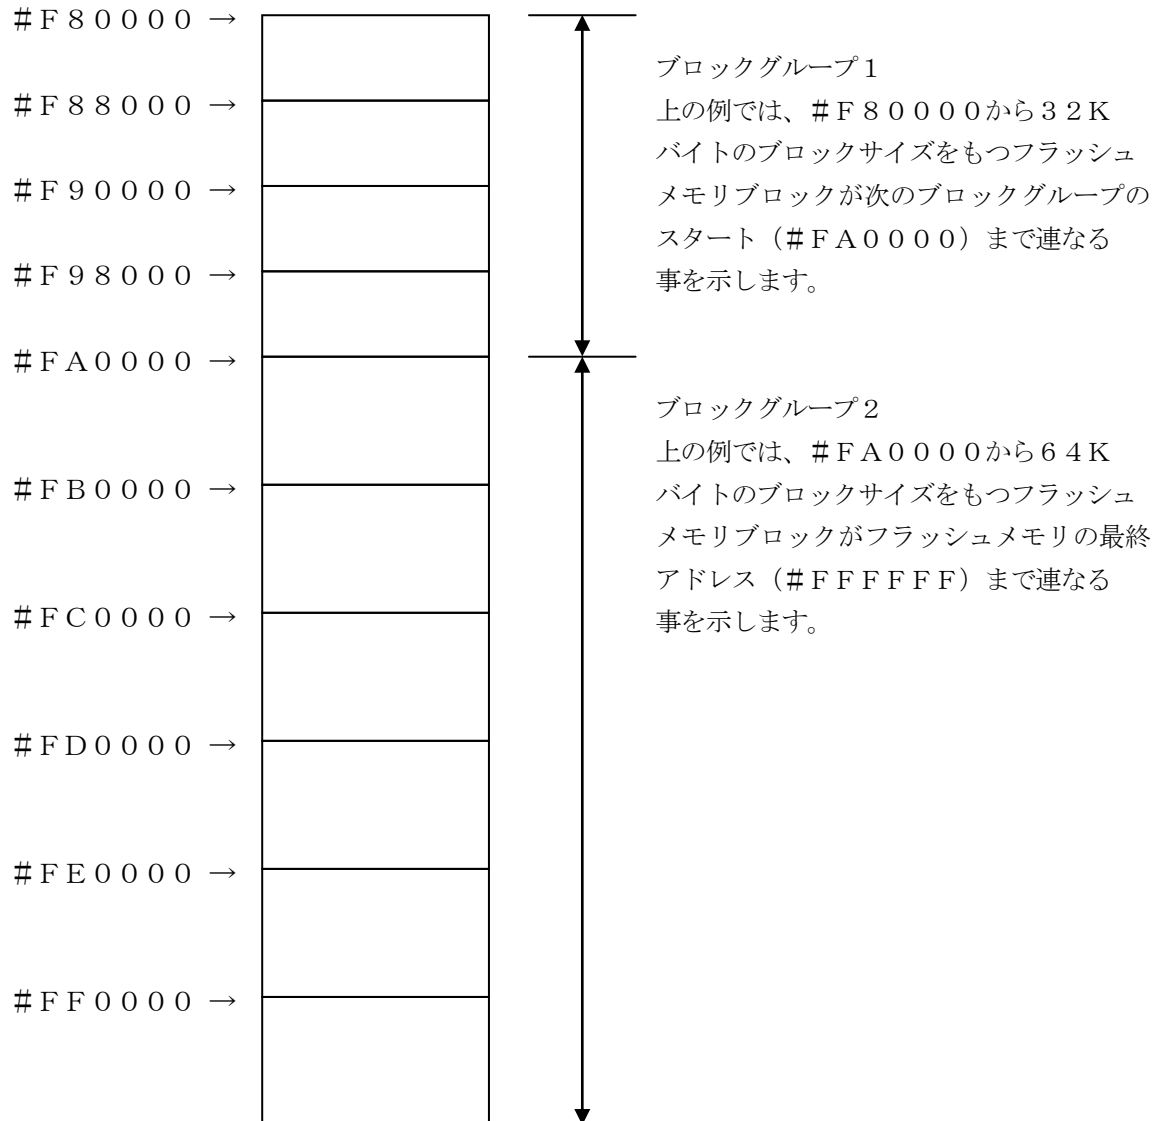 ＃Ｆ８００００ →
＃Ｆ８８０００ →
＃Ｆ９００００ →
＃Ｆ９８０００ →
＃ＦＡ００００ →
＃ＦＢ００００ →
＃ＦＣ００００ →
＃ＦＤ００００ →
＃ＦＥ００００ →
＃ＦＦ００００ →
ブロックグループ１
上の例では、＃Ｆ８００００から３２Ｋ
バイトのブロックサイズをもつフラッシュ
メモリブロックが次のブロックグループの
スタート（＃ＦＡ００００）まで連なる
事を示します。
ブロックグループ２
上の例では、＃ＦＡ００００から６４Ｋ
バイトのブロックサイズをもつフラッシュ
メモリブロックがフラッシュメモリの最終
アドレス（＃ＦＦＦＦＦＦ）まで連なる
事を示します。